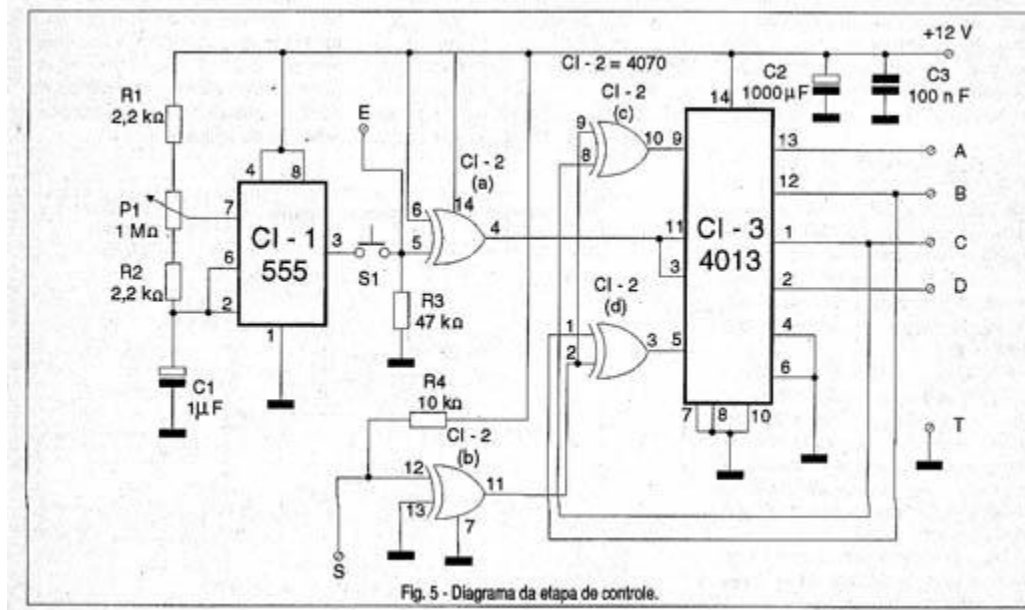 +12 V
CI - 2 = 4070
C2
1000 µF
C3
100 n F
R1
2,2 kΩ
E
CI - 2
(c)
14
9
8
10
9
13
A
CI - 2
(a)
4
8
14
12
B
P1
1 MΩ
7
6
5
4
11
CI - 3
4013
1
C
CI - 1
555
3
S1
3
R2
2,2 kΩ
6
2
CI - 2
(d)
2
D
R3
47 kΩ
1
2
3
5
4
1
6
C1
1µF
R4
10 kΩ
7
8
10
T
CI - 2
(b)
12
13
11
7
S
Fig. 5 - Diagrama da etapa de controle.